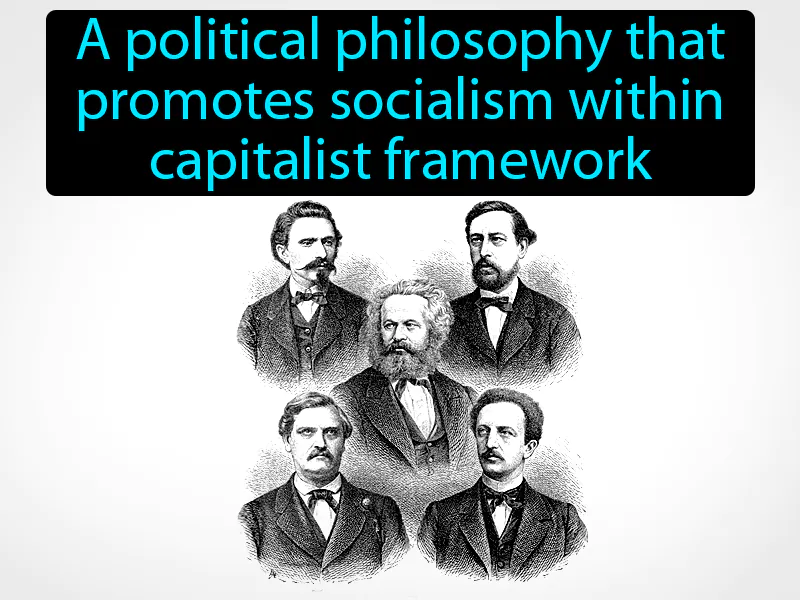 A political philosophy that
promotes socialism within
capitalist framework